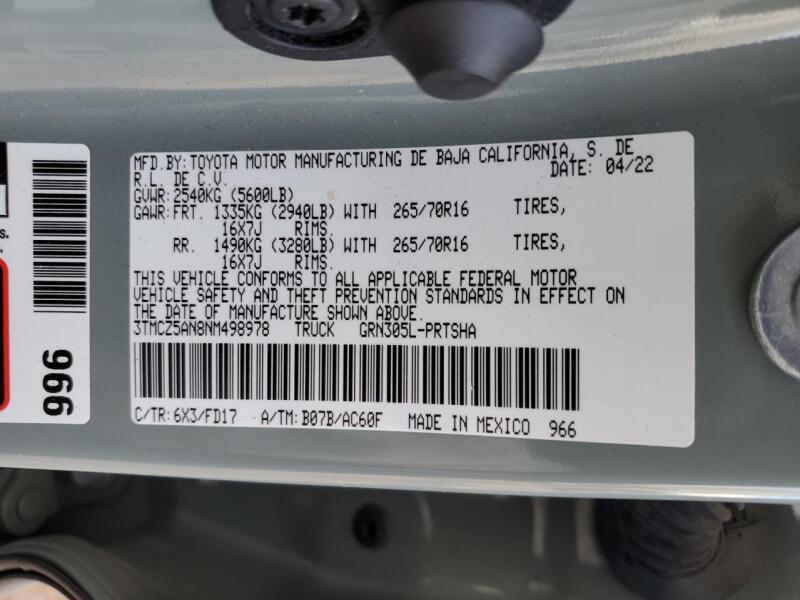 MFD.BY: TOYOTA MOTOR MANUFACTURING DE BAJA CALIFORNIA, S. DE
R.L. DE C.V. DATE: 04/22
GVWR: 2540KG (5600LB)
GAWR: FRT. 1335KG (2940LB) WITH 265/70R16 TIRES,
16X7J RIMS.
RR. 1490KG (3280LB) WITH 265/70R16 TIRES,
16X7J RIMS.
THIS VEHICLE CONFORMS TO ALL APPLICABLE FEDERAL MOTOR
VEHICLE SAFETY AND THEFT PREVENTION STANDARDS IN EFFECT ON
THE DATE OF MANUFACTURE SHOWN ABOVE.
3TMCZ5AN8NM498978 TRUCK GRN305L-PRTSHA
C/TR: 6X3/FD17 A/TM: B07B/AC60F MADE IN MEXICO 966
966